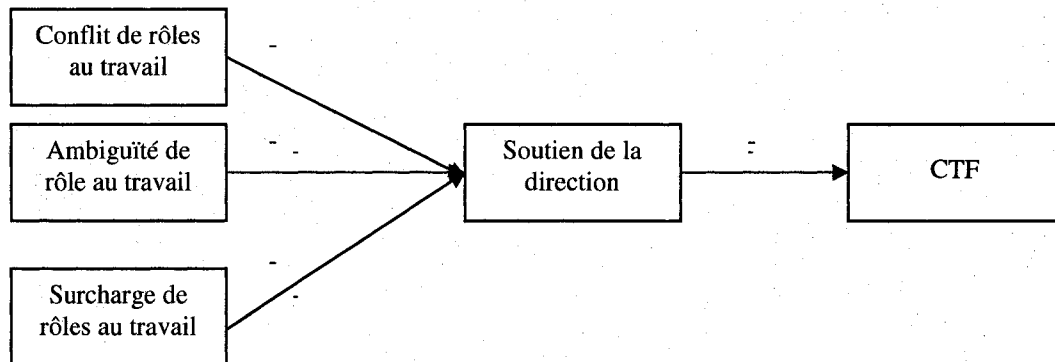 Conflit de rôles
au travail
-
Ambiguïté de
rôle au travail
-
Soutien de la
direction
-
CTF
Surcharge de
rôles au travail
-